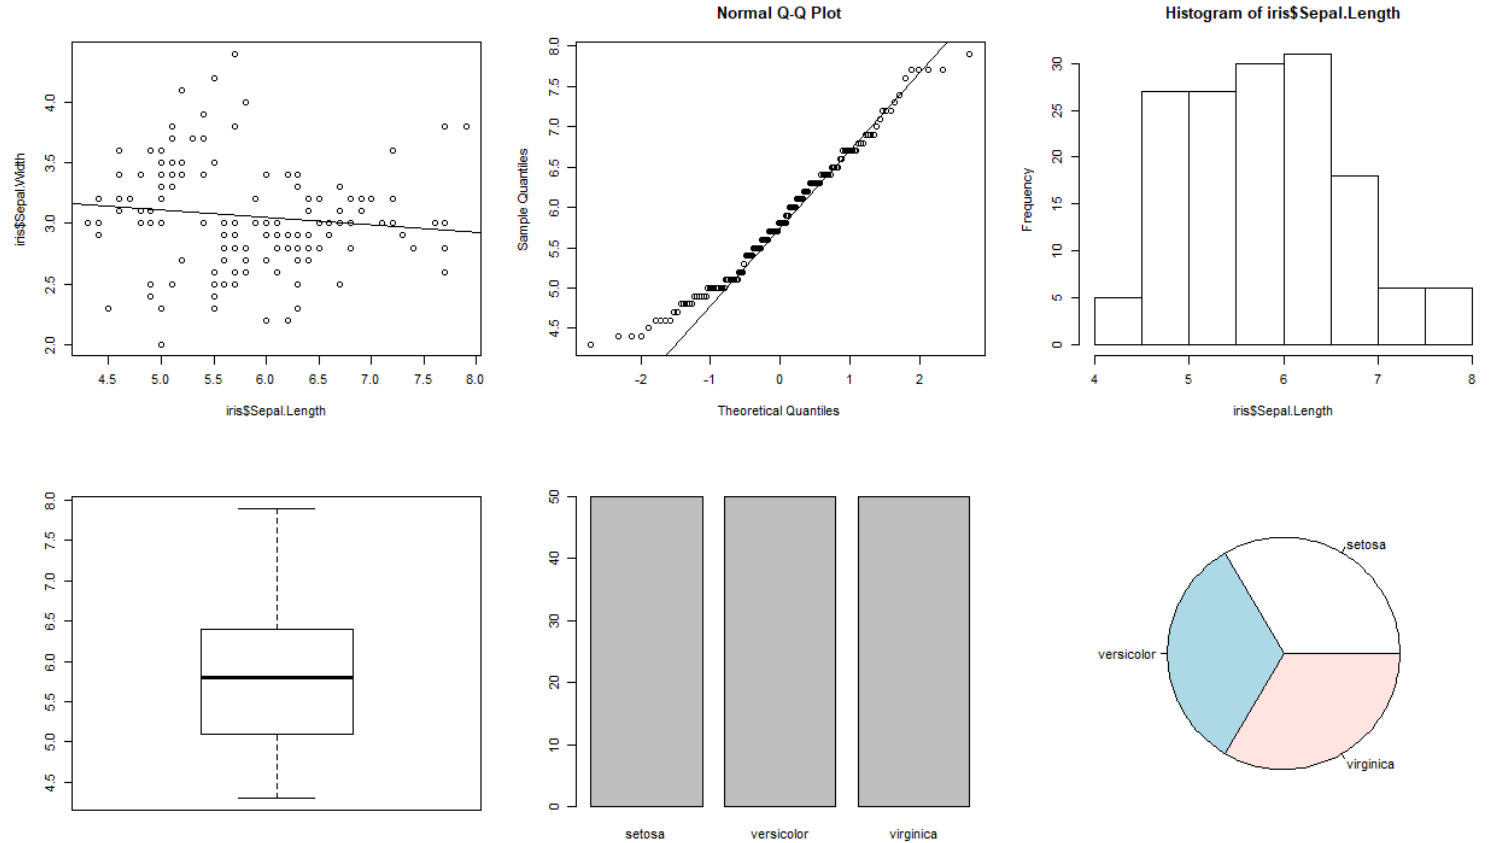 Normal Q-Q Plot
Histogram of iris$Sepal.Length
iris$Sepal.Width
2.0 2.5 3.0 3.5 4.0
4.5 5.0 5.5 6.0 6.5 7.0 7.5 8.0
iris$Sepal.Length
Sample Quantiles
4.5 5.0 5.5 6.0 6.5 7.0 7.5 8.0
-2 -1 0 1 2
Theoretical Quantiles
Frequency
0 5 10 15 20 25 30
4 5 6 7 8
iris$Sepal.Length
4.5 5.0 5.5 6.0 6.5 7.0 7.5 8.0
0 10 20 30 40 50
setosa versicolor virginica
setosa
versicolor
virginica